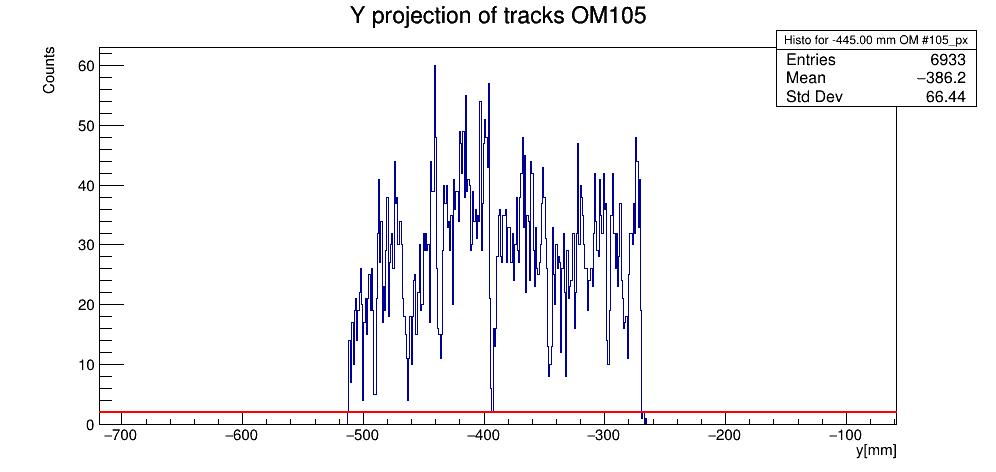 Y projection of tracks OM105
Histo for -445.00 mm OM #105_px
Entries 6933
Mean −386.2
Std Dev 66.44
Counts
60
50
40
30
20
10
0
−700 −600 −500 −400 −300 −200 −100
y[mm]